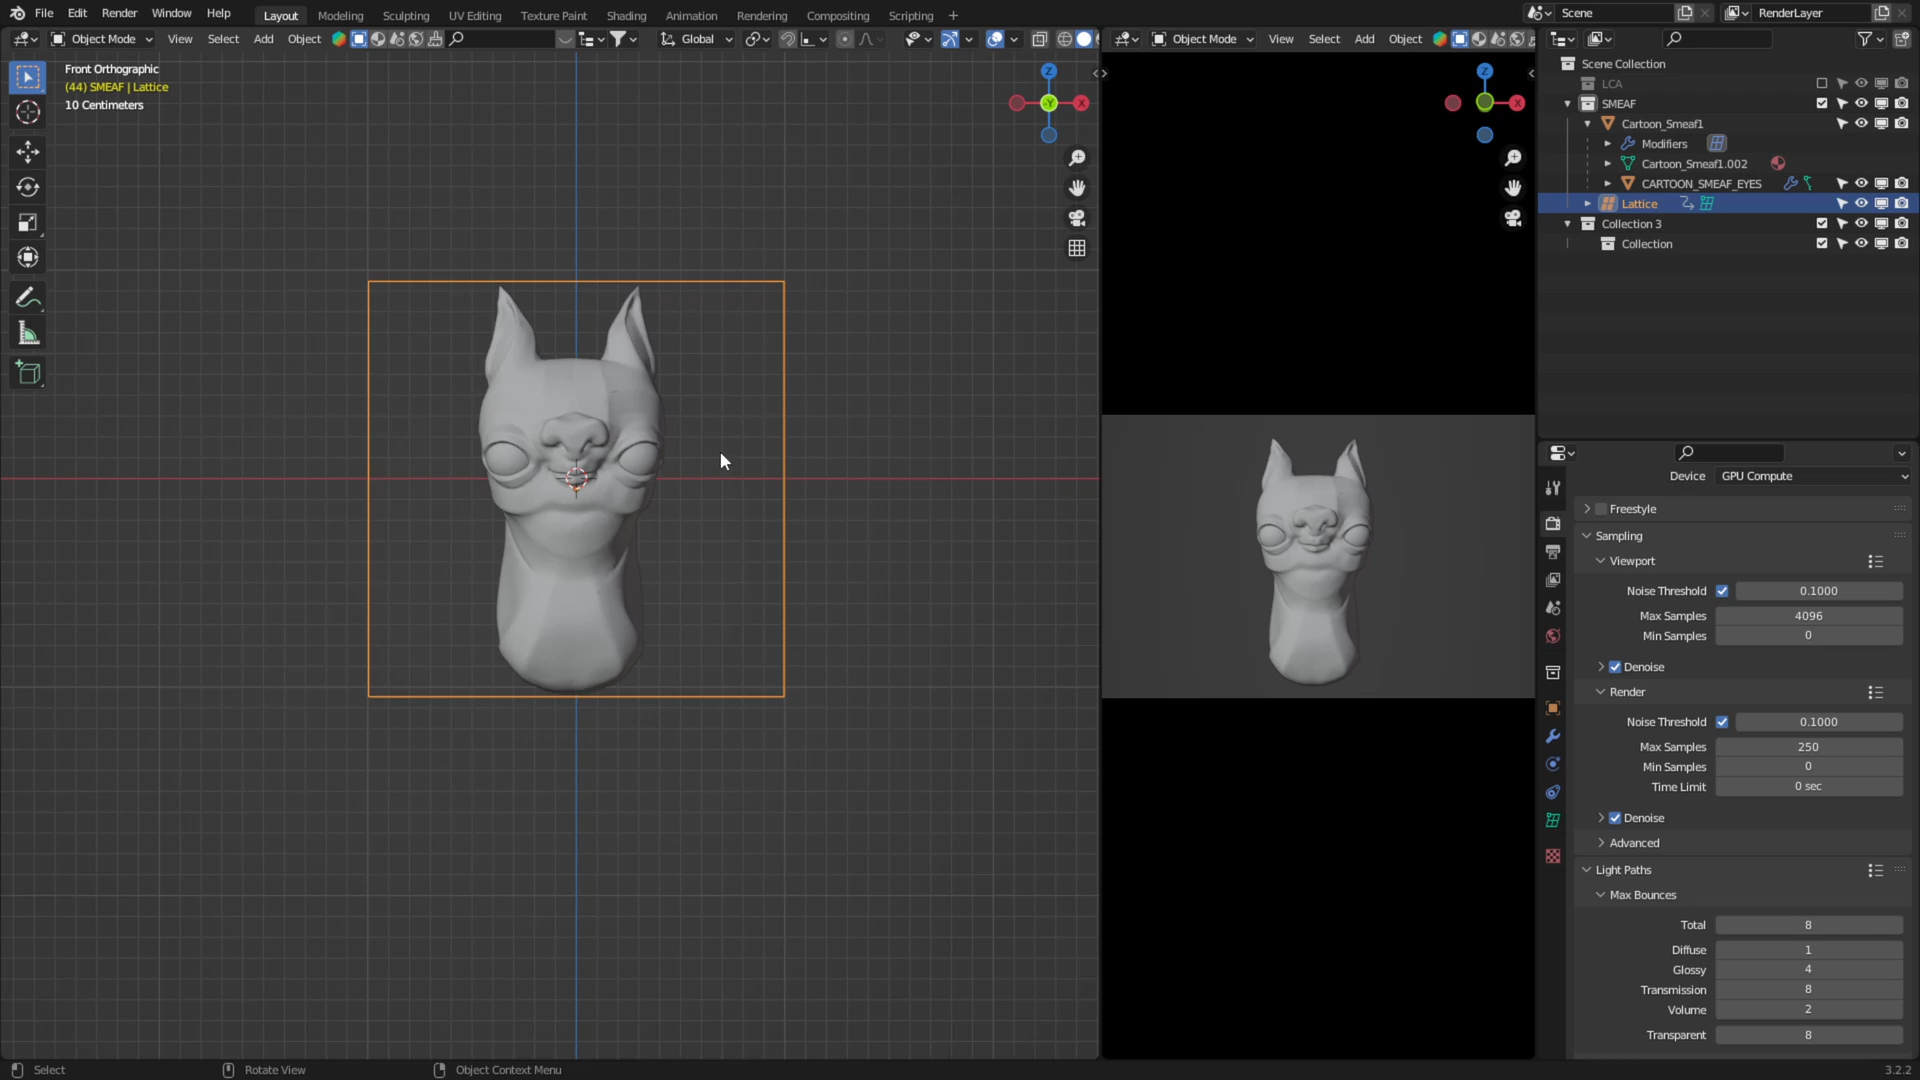 File Edit Render Window Help Layout Modeling Sculpting UV Editing Texture Paint Shading Animation Rendering Compositing Scripting + Scene RenderLayer
Object Mode View Select Add Object Global Object Mode View Select Add Object
Front Orthographic
(44) SMEAF | Lattice
10 Centimeters
Z
X
-Y
Z
X
Scene Collection
LCA
SMEAF
Cartoon_Smeaf1
Modifiers
Cartoon_Smeaf1.002
CARTOON_SMEAF_EYES
Lattice
Collection 3
Collection
Device GPU Compute
Freestyle
Sampling
Viewport
Noise Threshold 0.1000
Max Samples 4096
Min Samples 0
Denoise
Render
Noise Threshold 0.1000
Max Samples 250
Min Samples 0
Time Limit 0 sec
Denoise
Advanced
Light Paths
Max Bounces
Total 8
Diffuse 1
Glossy 4
Transmission 8
Volume 2
Transparent 8
Select Rotate View Object Context Menu 3.2.2